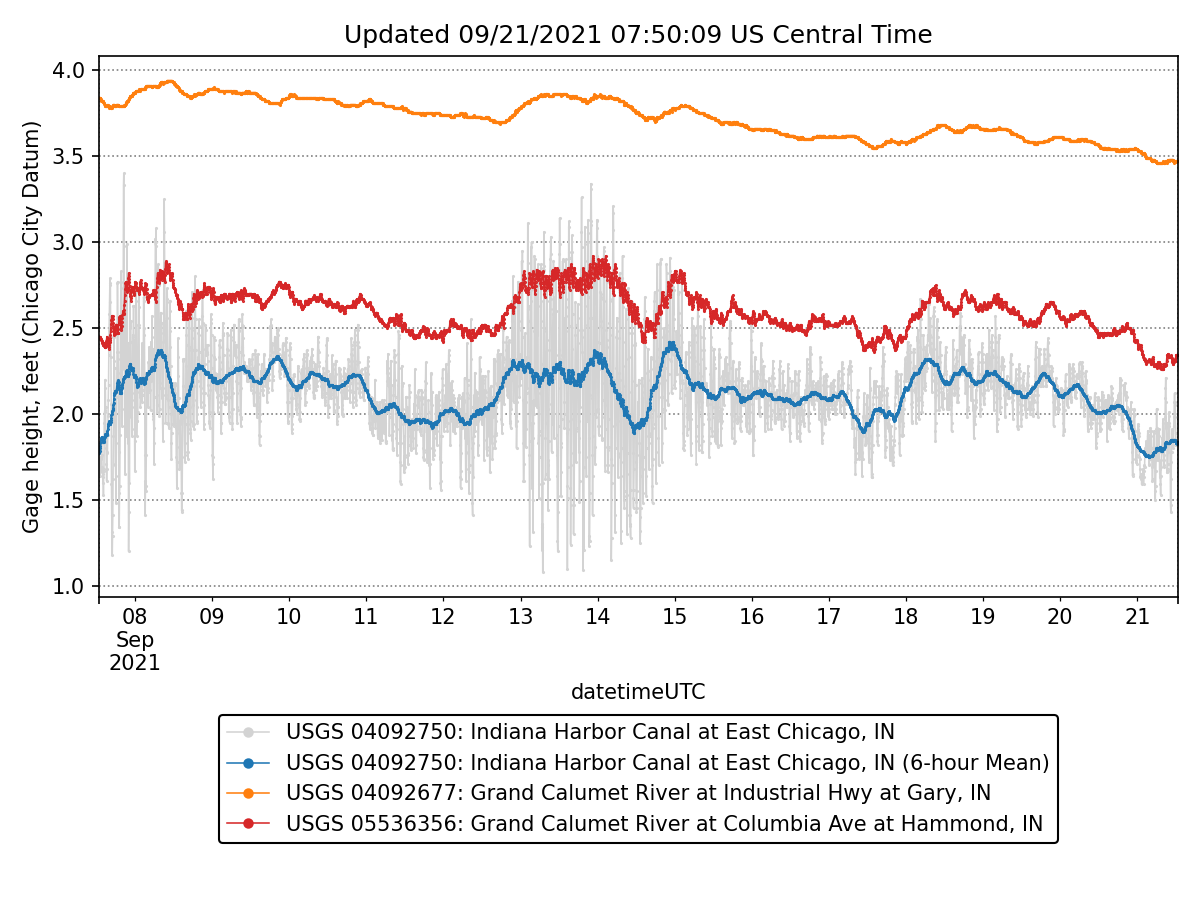 Updated 09/21/2021 07:50:09 US Central Time
Gage height, feet (Chicago City Datum)
4.0
3.5
3.0
2.5
2.0
1.5
1.0
08 09 10 11 12 13 14 15 16 17 18 19 20 21
Sep
2021
datetimeUTC
USGS 04092750: Indiana Harbor Canal at East Chicago, IN
USGS 04092750: Indiana Harbor Canal at East Chicago, IN (6-hour Mean)
USGS 04092677: Grand Calumet River at Industrial Hwy at Gary, IN
USGS 05536356: Grand Calumet River at Columbia Ave at Hammond, IN